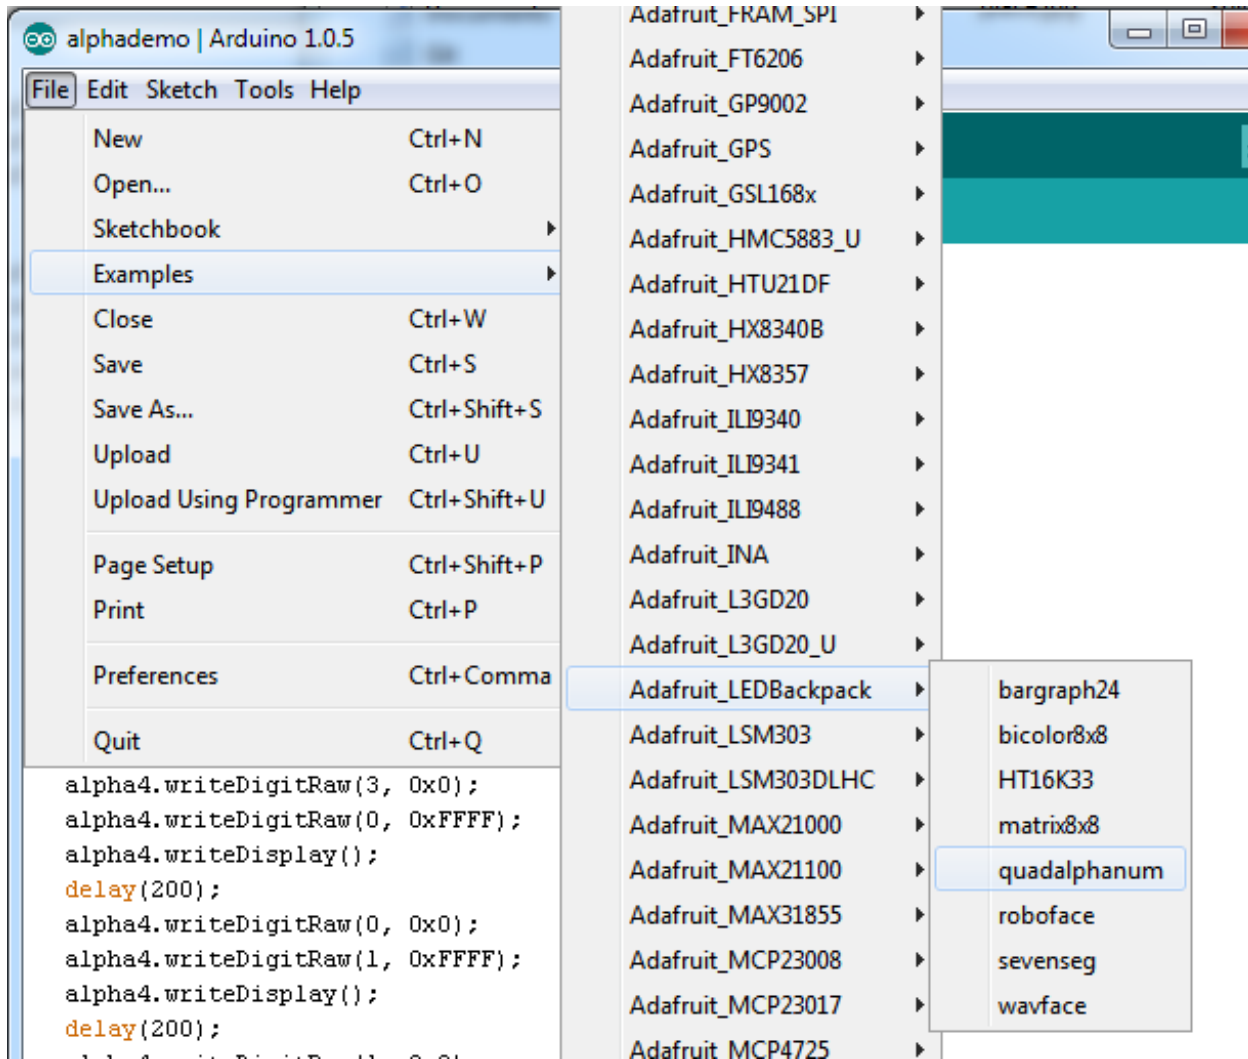 alphademo | Arduino 1.0.5
File Edit Sketch Tools Help
New Ctrl+N
Open... Ctrl+O
Sketchbook
Examples
Close Ctrl+W
Save Ctrl+S
Save As... Ctrl+Shift+S
Upload Ctrl+U
Upload Using Programmer Ctrl+Shift+U
Page Setup Ctrl+Shift+P
Print Ctrl+P
Preferences Ctrl+Comma
Quit Ctrl+Q
alpha4.writeDigitRaw(3, 0x0);
alpha4.writeDigitRaw(0, 0xFFFF);
alpha4.writeDisplay();
delay(200);
alpha4.writeDigitRaw(0, 0x0);
alpha4.writeDigitRaw(1, 0xFFFF);
alpha4.writeDisplay();
delay(200);
Adafruit_FRAM_SPI
Adafruit_FT6206
Adafruit_GP9002
Adafruit_GPS
Adafruit_GSL168x
Adafruit_HMC5883_U
Adafruit_HTU21DF
Adafruit_HX8340B
Adafruit_HX8357
Adafruit_ILI9340
Adafruit_ILI9341
Adafruit_ILI9488
Adafruit_INA
Adafruit_L3GD20
Adafruit_L3GD20_U
Adafruit_LEDBackpack
Adafruit_LSM303
Adafruit_LSM303DLHC
Adafruit_MAX21000
Adafruit_MAX21100
Adafruit_MAX31855
Adafruit_MCP23008
Adafruit_MCP23017
Adafruit_MCP4725
bargraph24
bicolor8x8
HT16K33
matrix8x8
quadalphanum
roboface
sevenseg
wavface